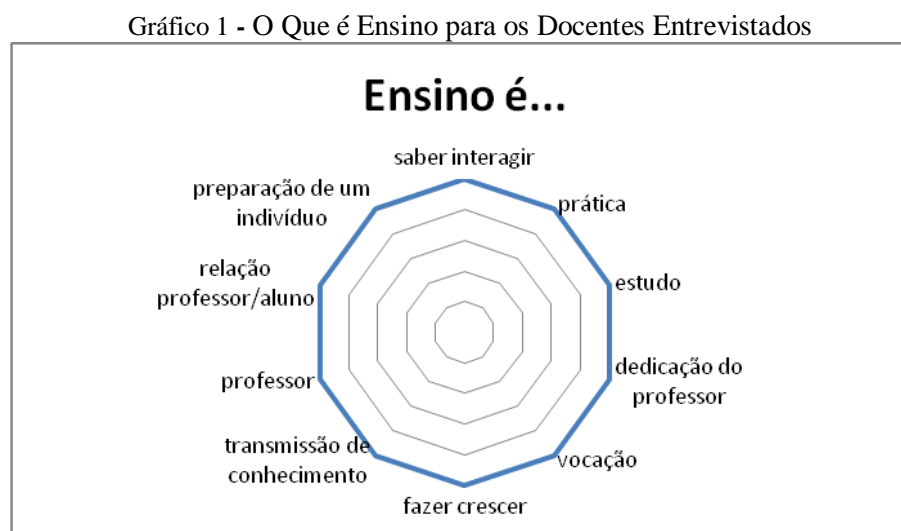 Gráfico 1 - O Que é Ensino para os Docentes Entrevistados
Ensino é...
saber interagir
prática
estudo
dedicação do
professor
vocação
fazer crescer
transmissão de
conhecimento
professor
relação
professor/aluno
preparação de um
indivíduo